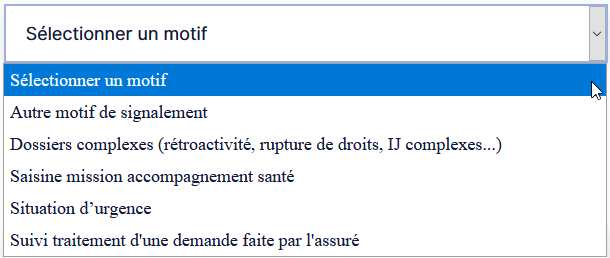 Sélectionner un motif
Sélectionner un motif
Autre motif de signalement
Dossiers complexes (rétroactivité, rupture de droits, IJ complexes...)
Saisine mission accompagnement santé
Situation d’urgence
Suivi traitement d'une demande faite par l'assuré